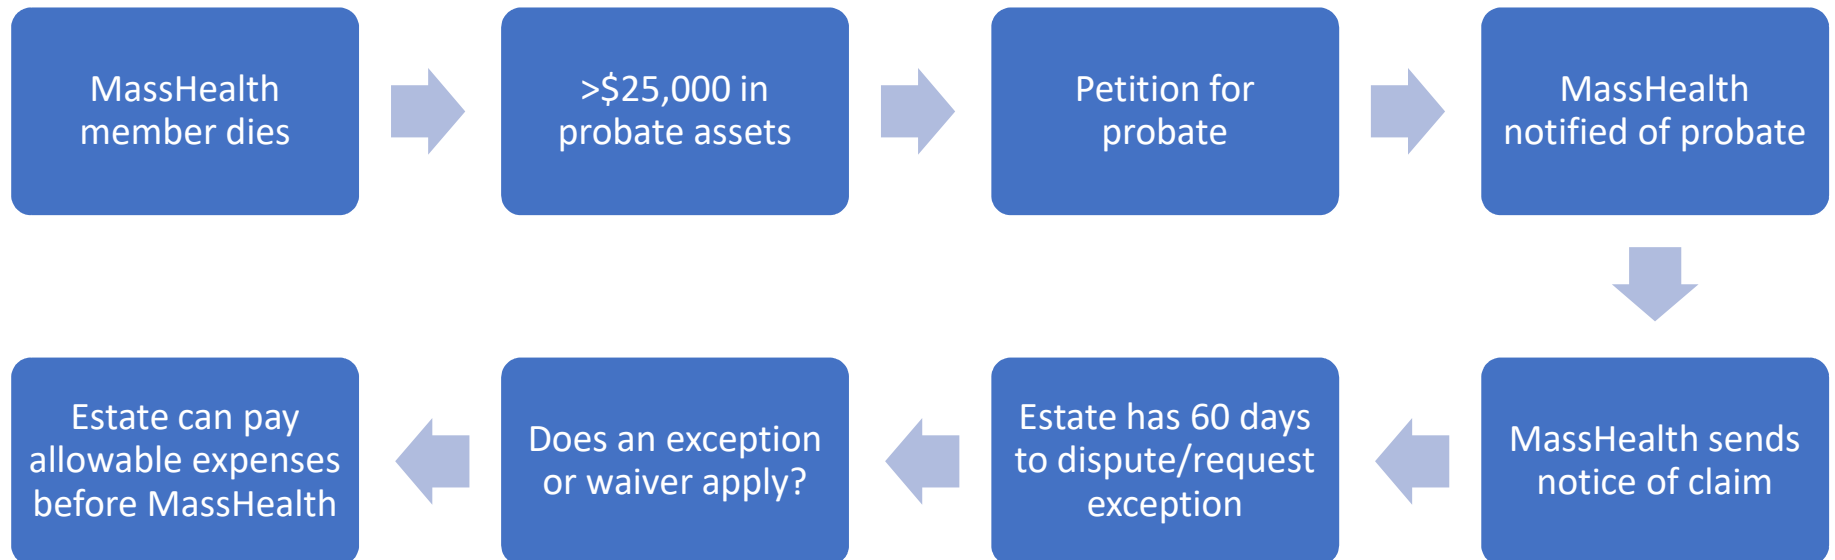 MassHealth
member dies
>$25,000 in
probate assets
Petition for
probate
MassHealth
notified of probate
MassHealth sends
notice of claim
Estate has 60 days
to dispute/request
exception
Does an exception
or waiver apply?
Estate can pay
allowable expenses
before MassHealth